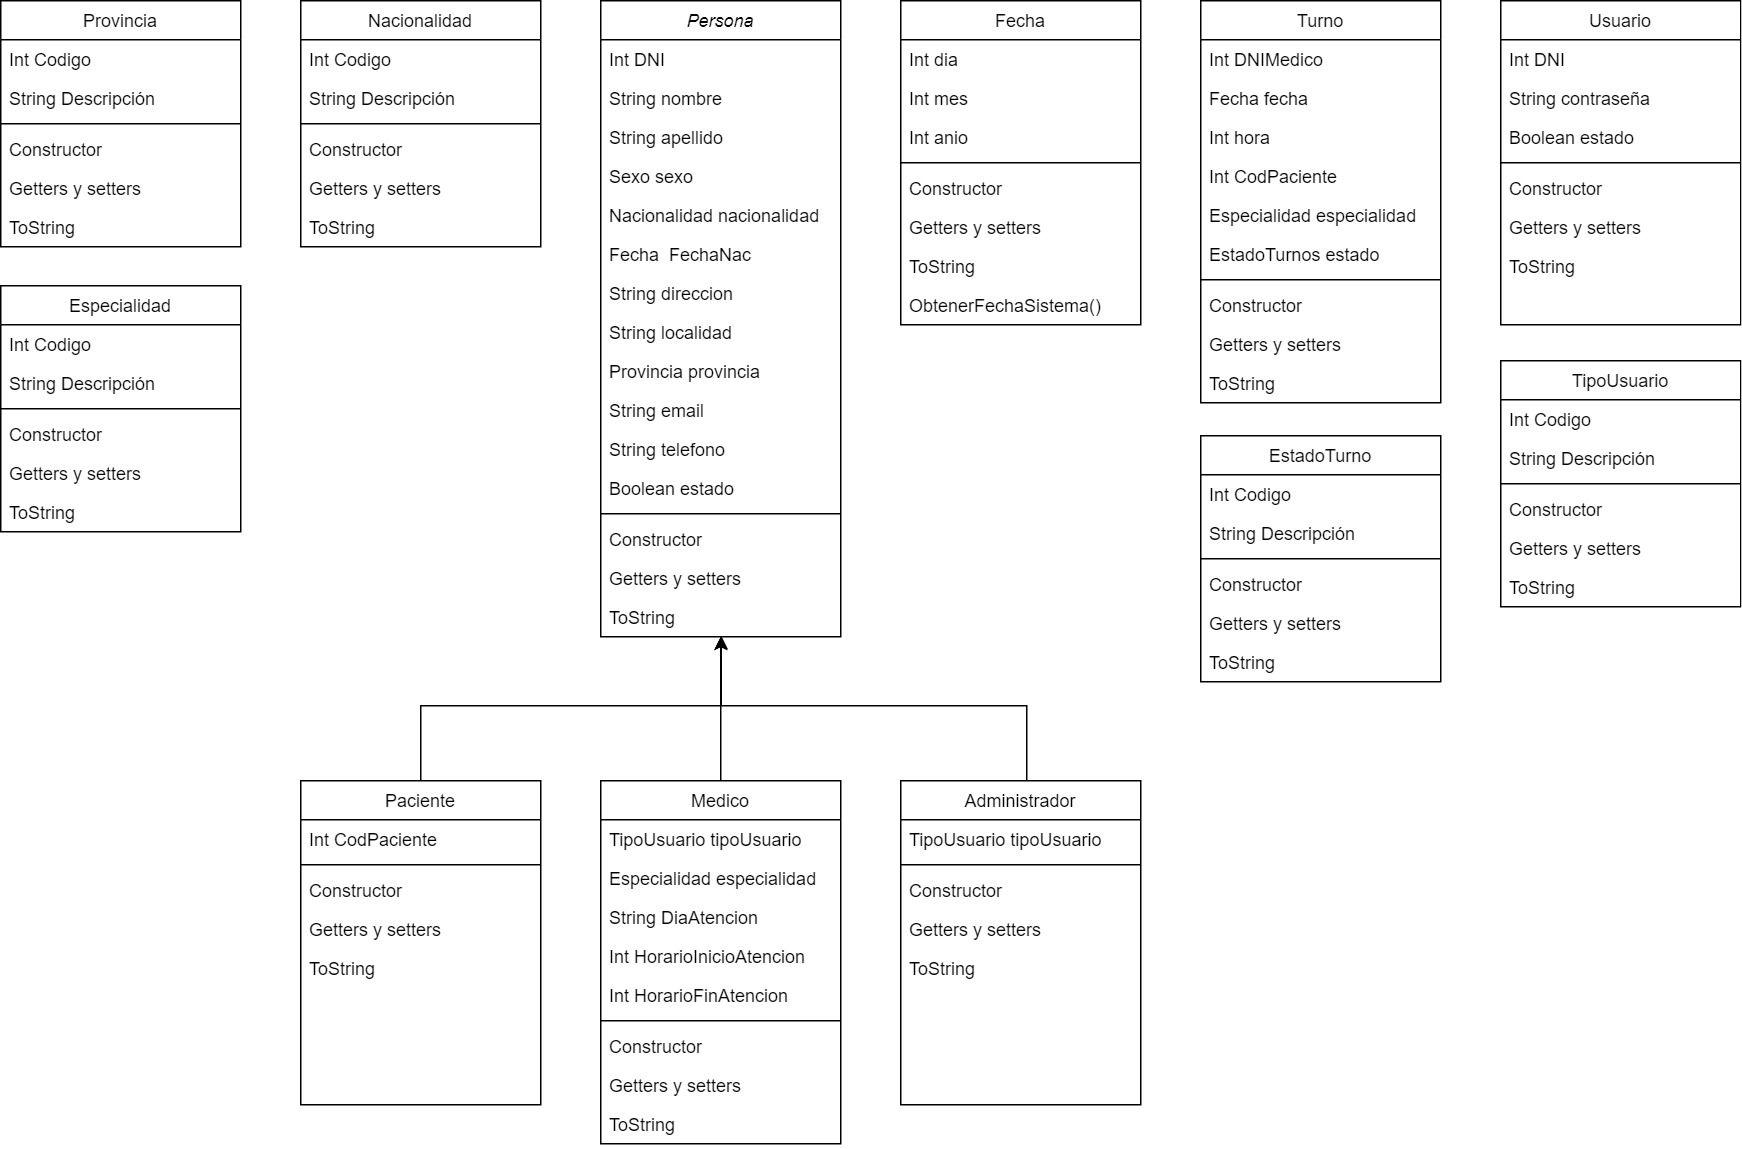 Provincia
Int Codigo
String Descripción
Constructor
Getters y setters
ToString
Nacionalidad
Int Codigo
String Descripción
Constructor
Getters y setters
ToString
Persona
Int DNI
String nombre
String apellido
Sexo sexo
Nacionalidad nacionalidad
Fecha  FechaNac
String direccion
String localidad
Provincia provincia
String email
String telefono
Boolean estado
Constructor
Getters y setters
ToString
Fecha
Int dia
Int mes
Int anio
Constructor
Getters y setters
ToString
ObtenerFechaSistema()
Turno
Int DNIMedico
Fecha fecha
Int hora
Int CodPaciente
Especialidad especialidad
EstadoTurnos estado
Constructor
Getters y setters
ToString
Usuario
Int DNI
String contraseña
Boolean estado
Constructor
Getters y setters
ToString
Especialidad
Int Codigo
String Descripción
Constructor
Getters y setters
ToString
EstadoTurno
Int Codigo
String Descripción
Constructor
Getters y setters
ToString
TipoUsuario
Int Codigo
String Descripción
Constructor
Getters y setters
ToString
Paciente
Int CodPaciente
Constructor
Getters y setters
ToString
Medico
TipoUsuario tipoUsuario
Especialidad especialidad
String DiaAtencion
Int HorarioInicioAtencion
Int HorarioFinAtencion
Constructor
Getters y setters
ToString
Administrador
TipoUsuario tipoUsuario
Constructor
Getters y setters
ToString